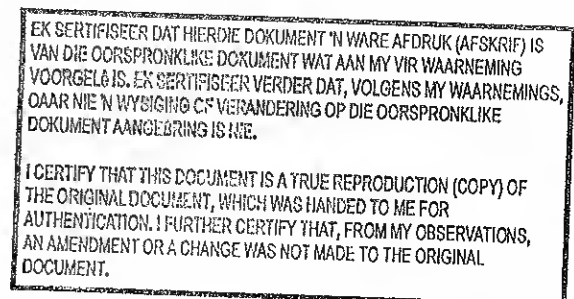 EK SERTIFISEER DAT HIERDIE DOKUMENT 'N WARE AFDRUK (AFSKRIF) IS
VAN DIE OORSPRONKLIKE DOKUMENT WAT AAN MY VIR WAARNEMING
VOORGELG IS. EK SERTIFISEER VERDER DAT, VOLGENS MY WAARNEMINGS,
DAAR NIE 'N WYSIGING OF VERANDERING OP DIE OORSPRONKLIKE
DOKUMENT AANGEBRING IS NIE.
I CERTIFY THAT THIS DOCUMENT IS A TRUE REPRODUCTION (COPY) OF
THE ORIGINAL DOCUMENT, WHICH WAS HANDED TO ME FOR
AUTHENTICATION. I FURTHER CERTIFY THAT, FROM MY OBSERVATIONS,
AN AMENDMENT OR A CHANGE WAS NOT MADE TO THE ORIGINAL
DOCUMENT.